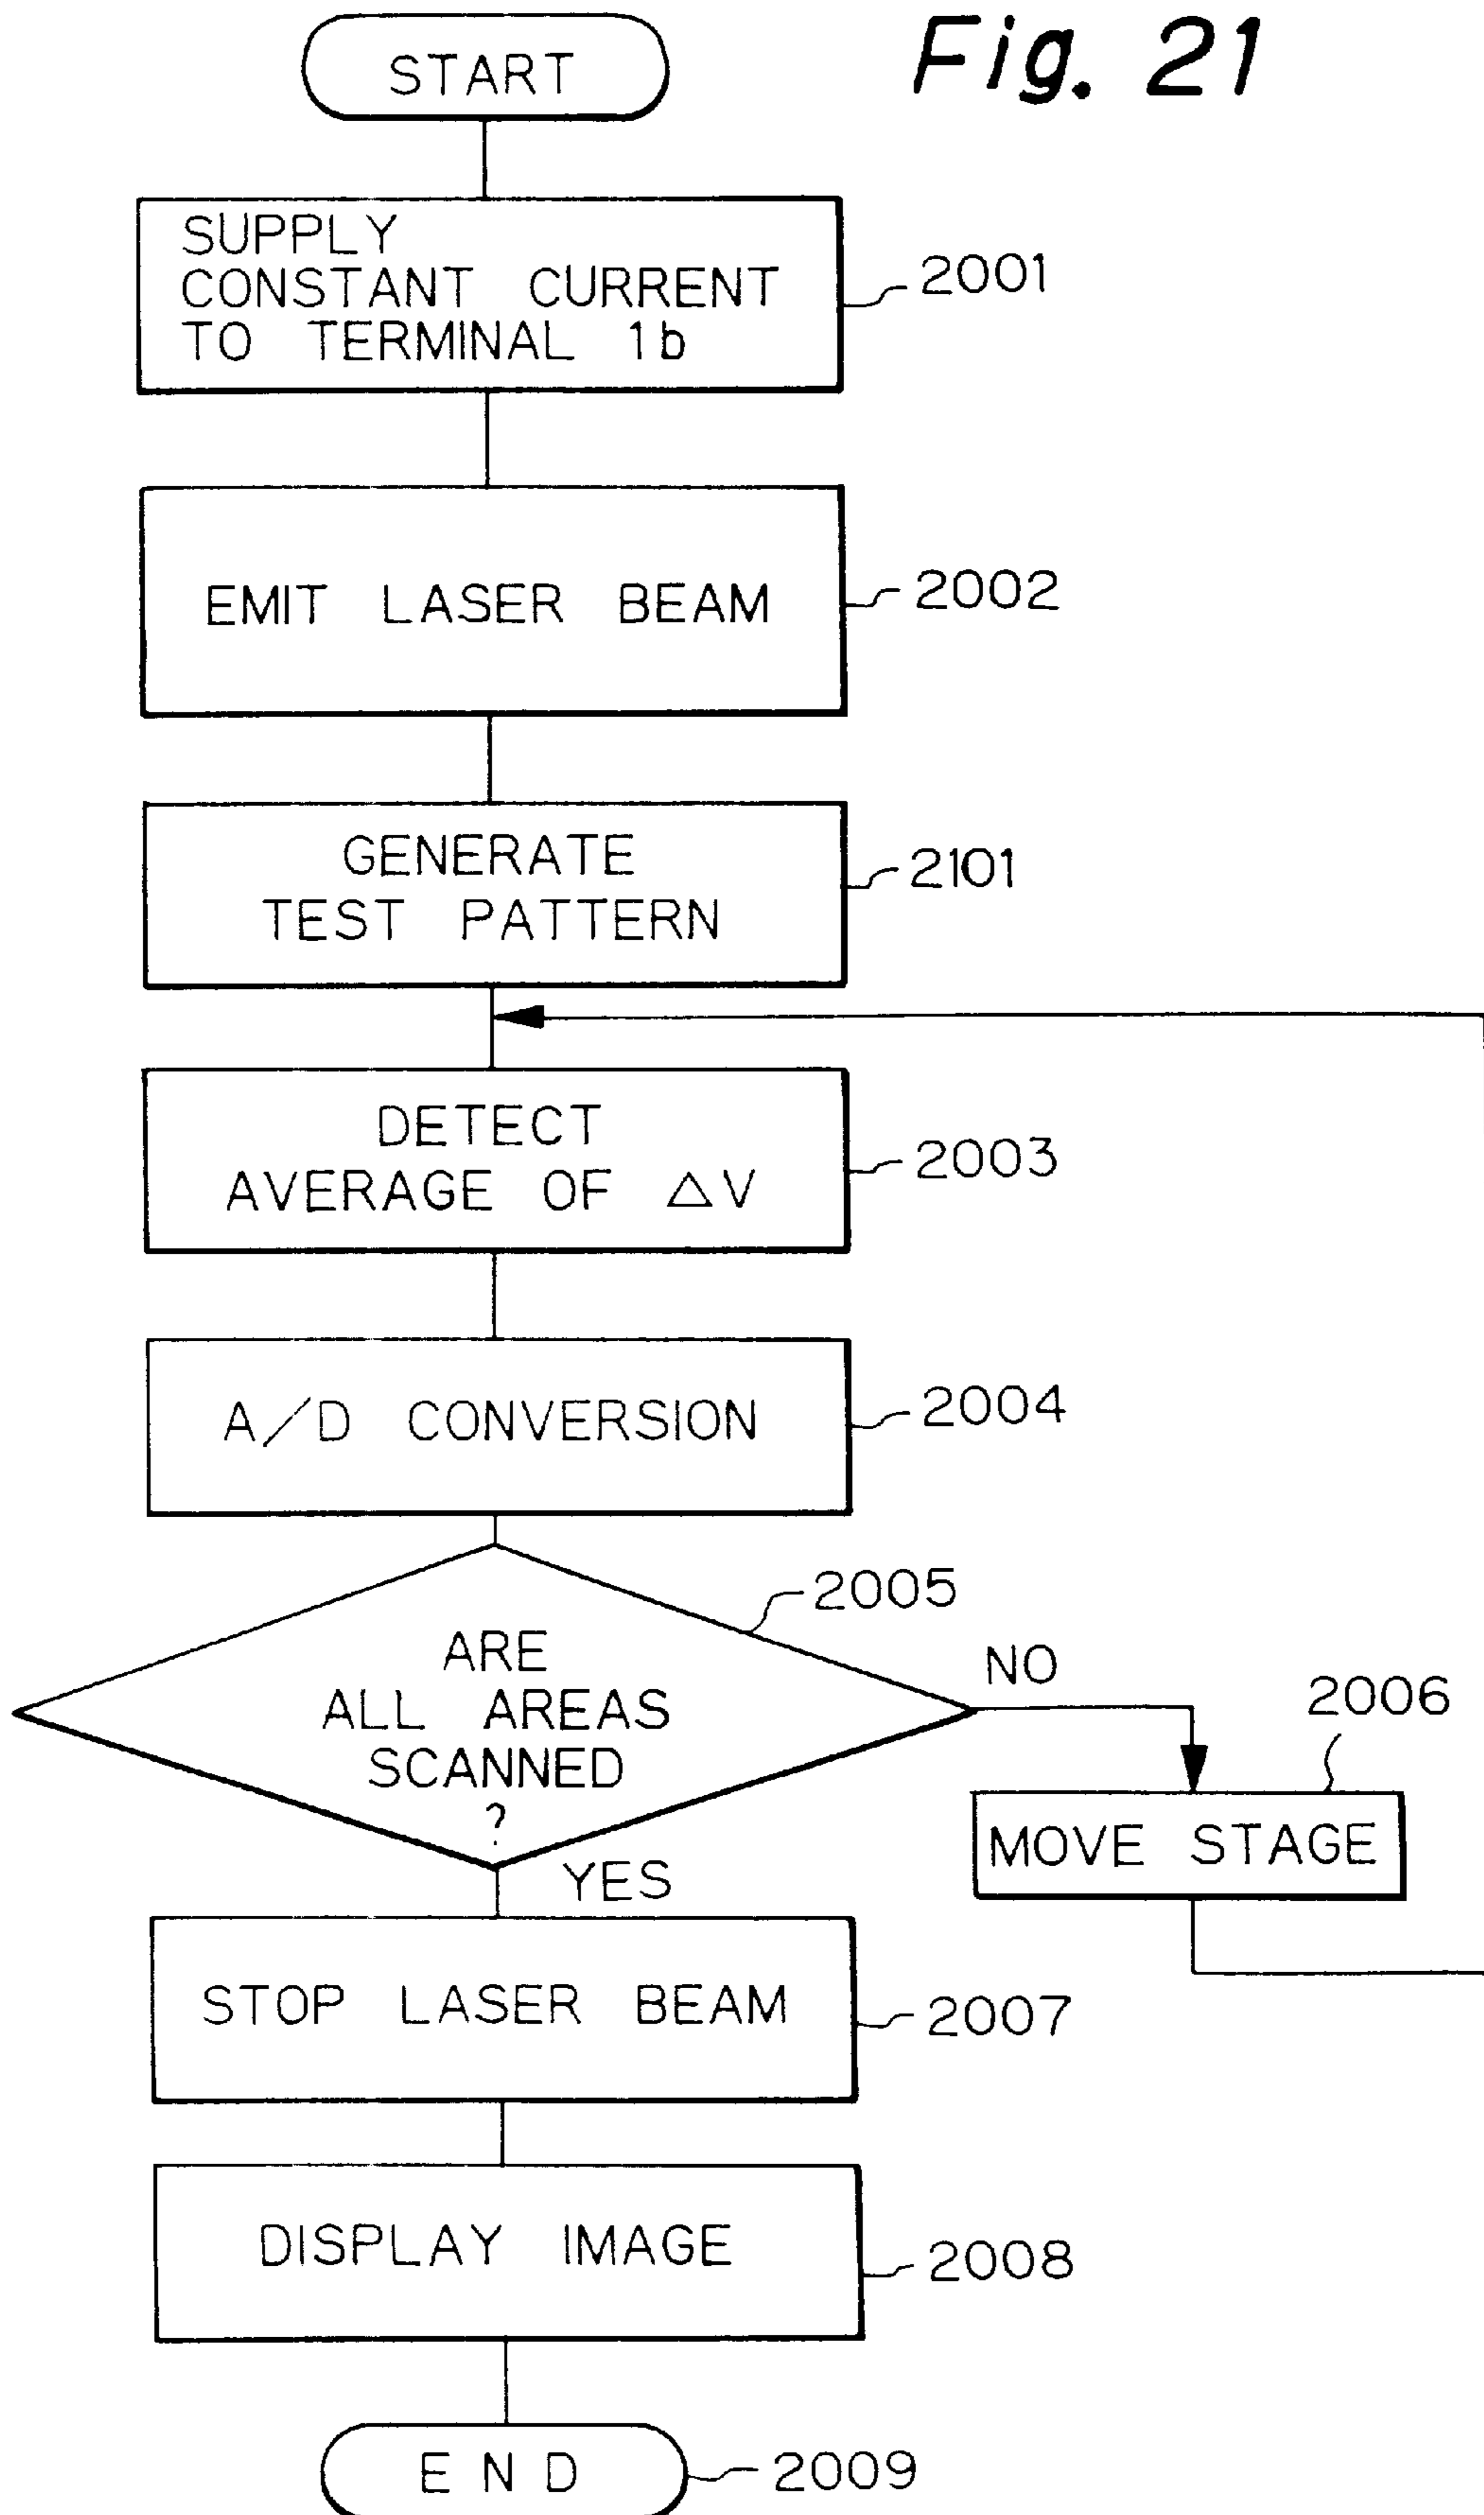 Fig. 21
START
SUPPLY
CONSTANT CURRENT
TO TERMINAL 1b
2001
EMIT LASER BEAM
2002
GENERATE
TEST PATTERN
2101
DETECT
AVERAGE OF △V
2003
A/D CONVERSION
2004
2005
ARE
ALL AREAS
SCANNED
?
NO
2006
MOVE STAGE
YES
STOP LASER BEAM
2007
DISPLAY IMAGE
2008
END
2009